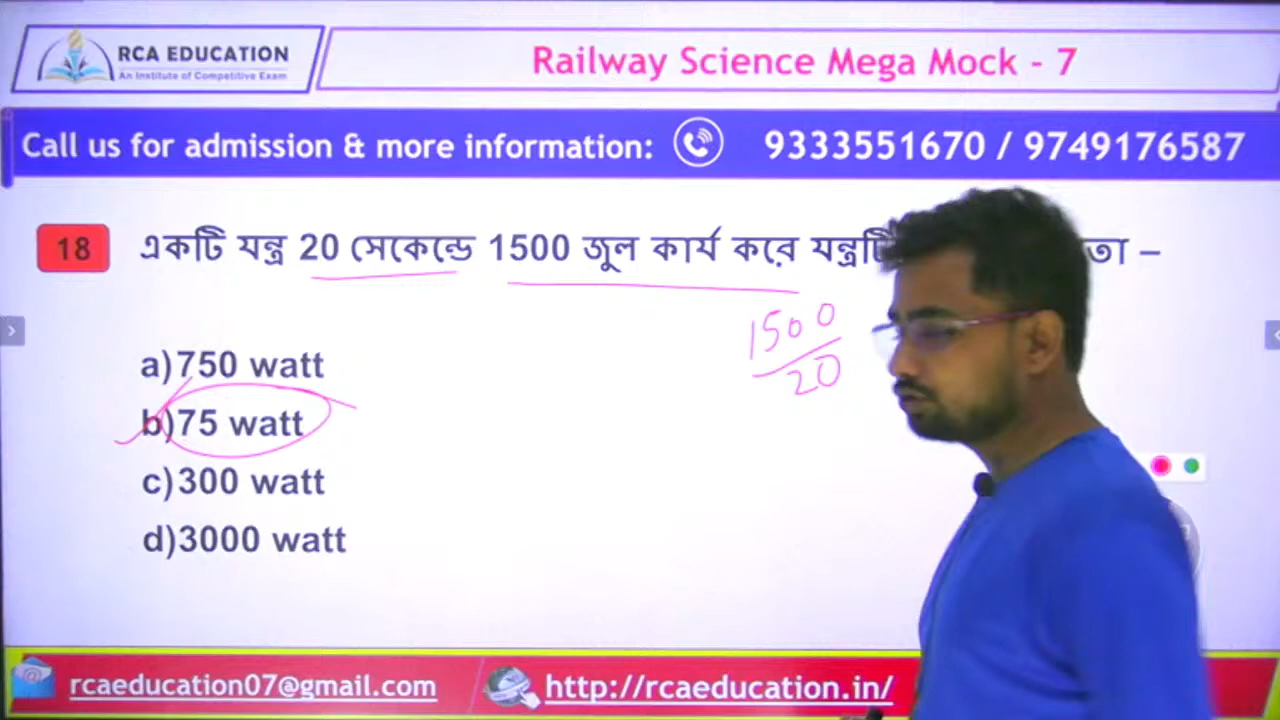 RCA EDUCATION
An Institute of Competitive Exam
Railway Science Mega Mock - 7
Call us for admission & more information: 9333551670 / 9749176587
18 একটি যন্ত্র 20 সেকেন্ডে 1500 জুল কার্য করে –
1500
20
a)750 watt
b)75 watt
c)300 watt
d)3000 watt
rcaeducation07@gmail.com http://rcaeducation.in/